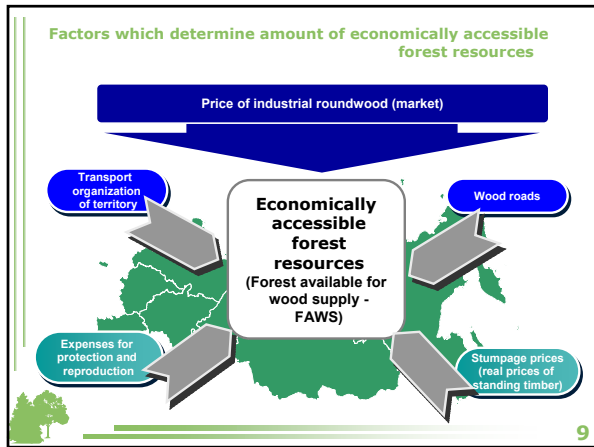 Factors which determine amount of economically accessible
forest resources
Price of industrial roundwood (market)
Transport
organization
of territory
Wood roads
Economically
accessible
forest
resources
(Forest available for
wood supply -
FAWS)
Expenses for
protection and
reproduction
Stumpage prices
(real prices of
standing timber)
9